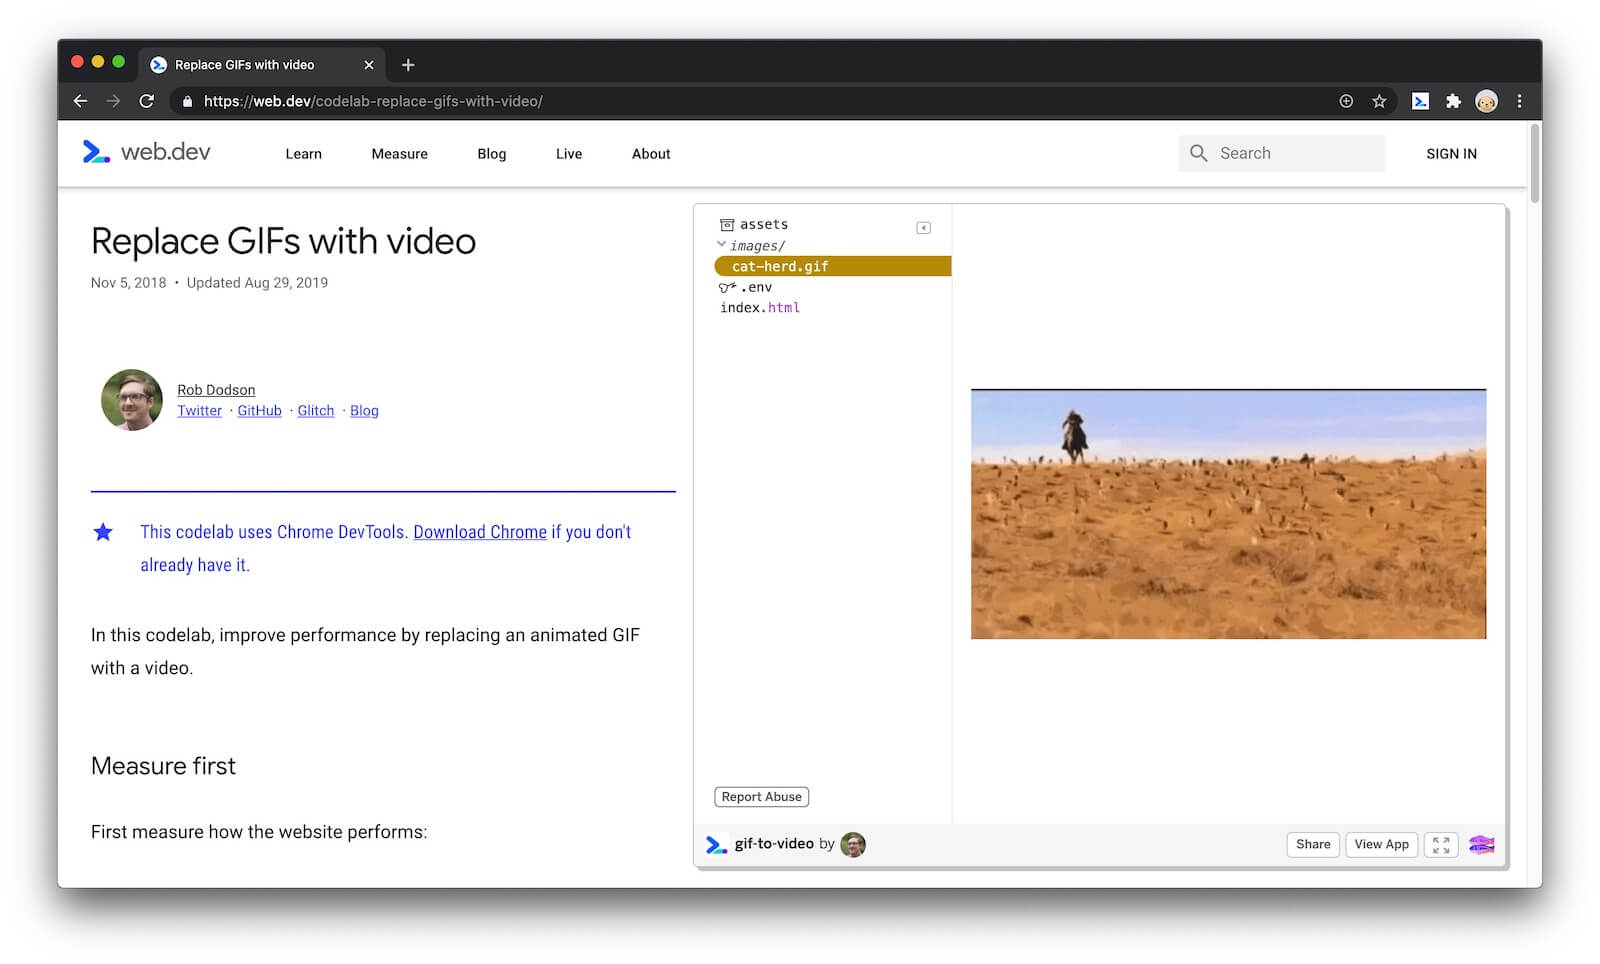 Replace GIFs with video
https://web.dev/codelab-replace-gifs-with-video/
web.dev
Learn
Measure
Blog
Live
About
Search
SIGN IN
Replace GIFs with video
Nov 5, 2018 • Updated Aug 29, 2019
Rob Dodson
Twitter · GitHub · Glitch · Blog
This codelab uses Chrome DevTools. Download Chrome if you don't
already have it.
In this codelab, improve performance by replacing an animated GIF
with a video.
Measure first
First measure how the website performs:
assets
images/
cat-herd.gif
.env
index.html
Report Abuse
gif-to-video by
Share
View App